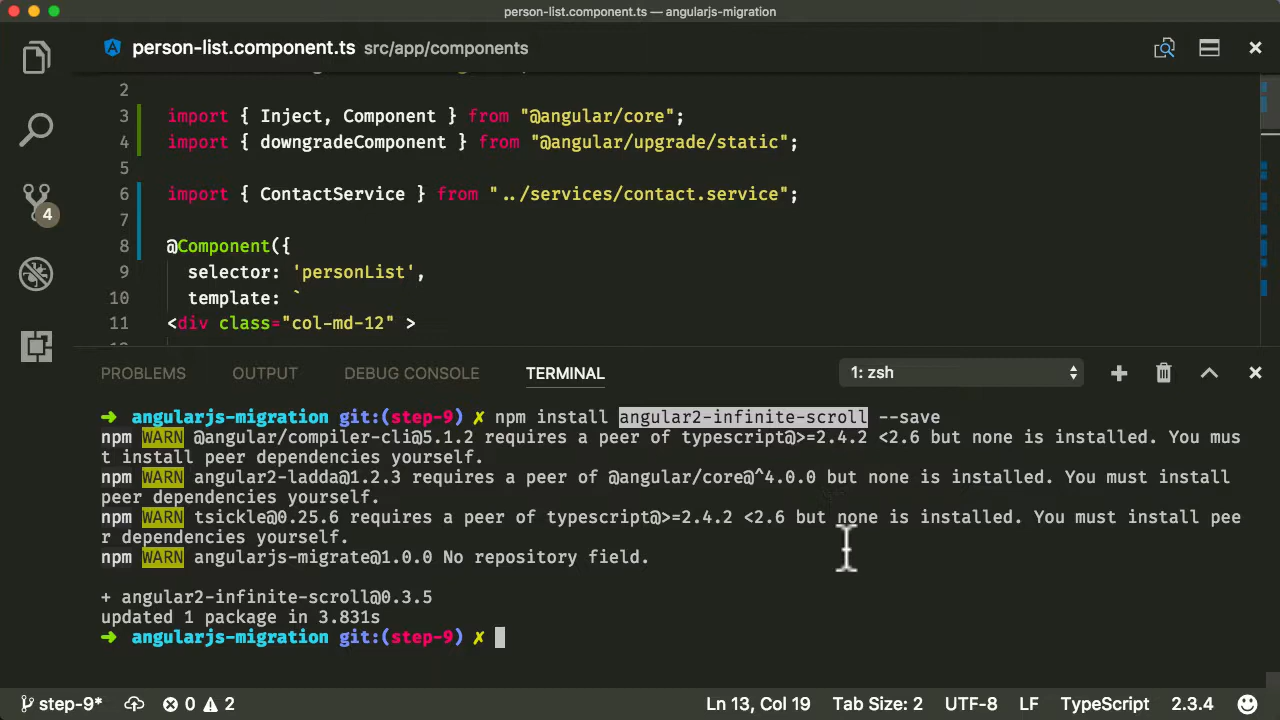 person-list.component.ts — angularjs-migration
person-list.component.ts src/app/components
2
3 import { Inject, Component } from "@angular/core";
4 import { downgradeComponent } from "@angular/upgrade/static";
5
6 import { ContactService } from "../services/contact.service";
7
8 @Component({
9 selector: 'personList',
10 template: `
11 <div class="col-md-12" >
PROBLEMS OUTPUT DEBUG CONSOLE TERMINAL 1: zsh
4
➜ angularjs-migration git:(step-9) ✗ npm install angular2-infinite-scroll --save
npm WARN @angular/compiler-cli@5.1.2 requires a peer of typescript@>=2.4.2 <2.6 but none is installed. You mus
t install peer dependencies yourself.
npm WARN angular2-ladda@1.2.3 requires a peer of @angular/core@^4.0.0 but none is installed. You must install
peer dependencies yourself.
npm WARN tsickle@0.25.6 requires a peer of typescript@>=2.4.2 <2.6 but none is installed. You must install pee
r dependencies yourself.
npm WARN angularjs-migrate@1.0.0 No repository field.
+ angular2-infinite-scroll@0.3.5
updated 1 package in 3.831s
➜ angularjs-migration git:(step-9) ✗
step-9* 0 2 Ln 13, Col 19 Tab Size: 2 UTF-8 LF TypeScript 2.3.4